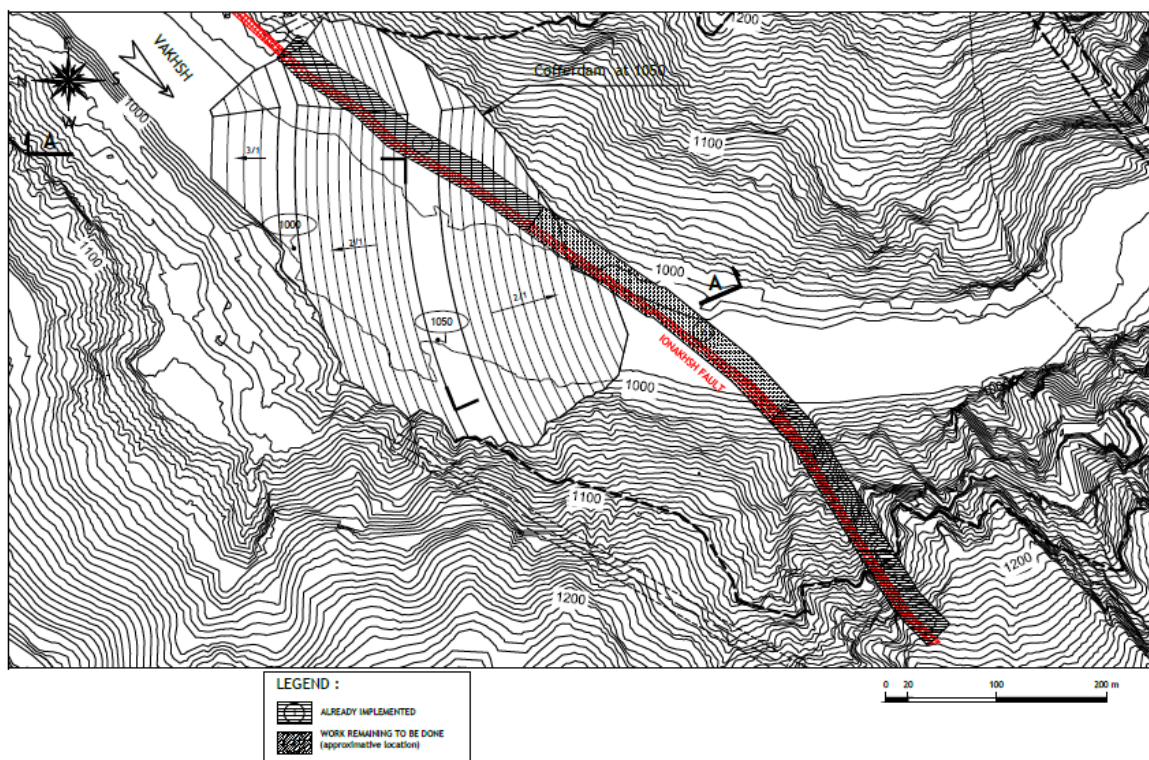 1200
VAKHSH
E
N
S
W
Cofferdam at 1050
1000
A
3/1
1100
1100
1000
2/1
1000
A
2/1
1050
IONAKHSH FAULT
1000
1100
1200
1200
LEGEND :
ALREADY IMPLEMENTED
WORK REMAINING TO BE DONE
(approximative location)
0 20 100 200 m